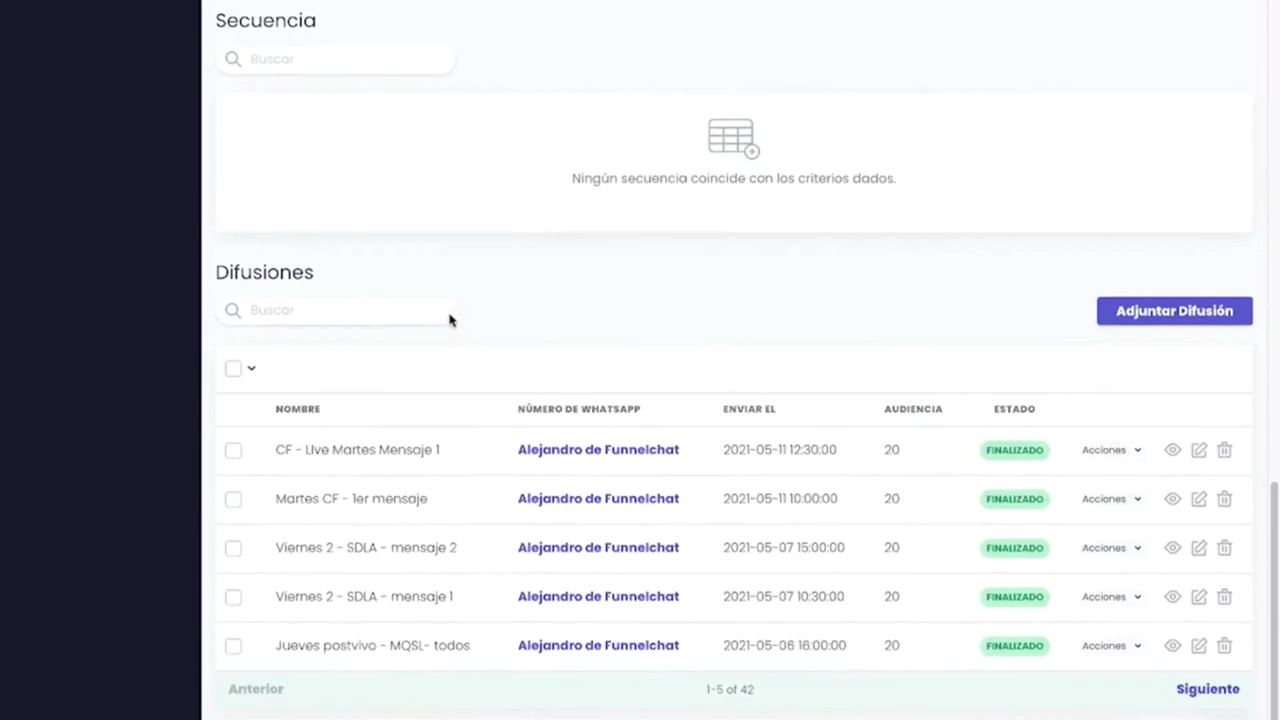 Secuencia
Buscar
Ningún secuencia coincide con los criterios dados.
Difusiones
Buscar
Adjuntar Difusión
NOMBRE NÚMERO DE WHATSAPP ENVIAR EL AUDIENCIA ESTADO
CF - LIve Martes Mensaje 1 Alejandro de Funnelchat 2021-05-11 12:30:00 20 FINALIZADO Acciones
Martes CF - 1er mensaje Alejandro de Funnelchat 2021-05-11 10:00:00 20 FINALIZADO Acciones
Viernes 2 - SDLA - mensaje 2 Alejandro de Funnelchat 2021-05-07 15:00:00 20 FINALIZADO Acciones
Viernes 2 - SDLA - mensaje 1 Alejandro de Funnelchat 2021-05-07 10:30:00 20 FINALIZADO Acciones
Jueves postvivo - MQSL- todos Alejandro de Funnelchat 2021-05-06 16:00:00 20 FINALIZADO Acciones
Anterior 1-5 of 42 Siguiente